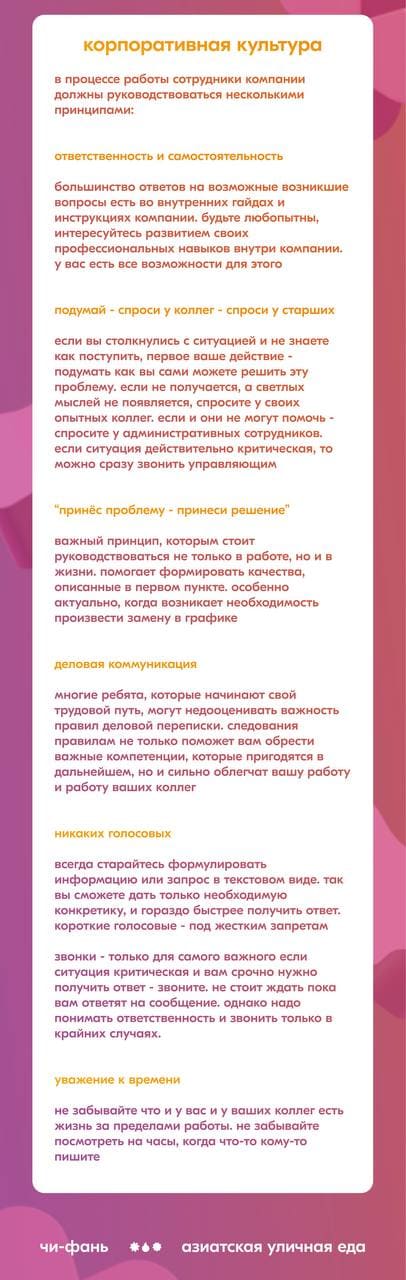 корпоративная культура
в процессе работы сотрудники компании
должны руководствоваться несколькими
принципами:
ответственность и самостоятельность
большинство ответов на возможные возникшие
вопросы есть во внутренних гайдах и
инструкциях компании. будьте любопытны,
интересуйтесь развитием своих
профессиональных навыков внутри компании.
у вас есть все возможности для этого
подумай - спроси у коллег - спроси у старших
если вы столкнулись с ситуацией и не знаете
как поступить, первое ваше действие -
подумать как вы сами можете решить эту
проблему. если не получается, а светлых
мыслей не появляется, спросите у своих
опытных коллег. если и они не могут помочь -
спросите у административных сотрудников.
если ситуация действительно критическая, то
можно сразу звонить управляющим
“принёс проблему - принеси решение”
важный принцип, которым стоит
руководствоваться не только в работе, но и в
жизни. помогает формировать качества,
описанные в первом пункте. особенно
актуально, когда возникает необходимость
произвести замену в графике
деловая коммуникация
многие ребята, которые начинают свой
трудовой путь, могут недооценивать важность
правил деловой переписки. следования
правилам не только поможет вам обрести
важные компетенции, которые пригодятся в
дальнейшем, но и сильно облегчат вашу работу
и работу ваших коллег
никаких голосовых
всегда старайтесь формулировать
информацию или запрос в текстовом виде. так
вы сможете дать только необходимую
конкретику, и гораздо быстрее получить ответ.
короткие голосовые - под жестким запретам
звонки - только для самого важного если
ситуация критическая и вам срочно нужно
получить ответ - звоните. не стоит ждать пока
вам ответят на сообщение. однако надо
понимать ответственность и звонить только в
крайних случаях.
уважение к времени
не забывайте что и у вас и у ваших коллег есть
жизнь за пределами работы. не забывайте
посмотреть на часы, когда что-то кому-то
пишите
чи-фань азиатская уличная еда